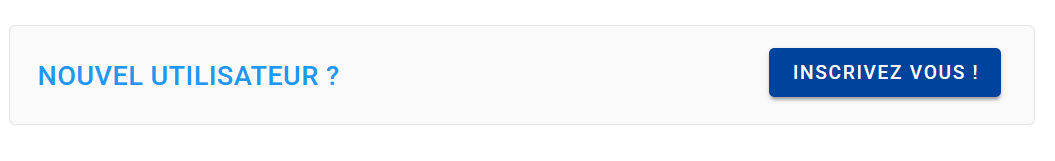 NOUVEL UTILISATEUR ?
INSCRIVEZ VOUS !